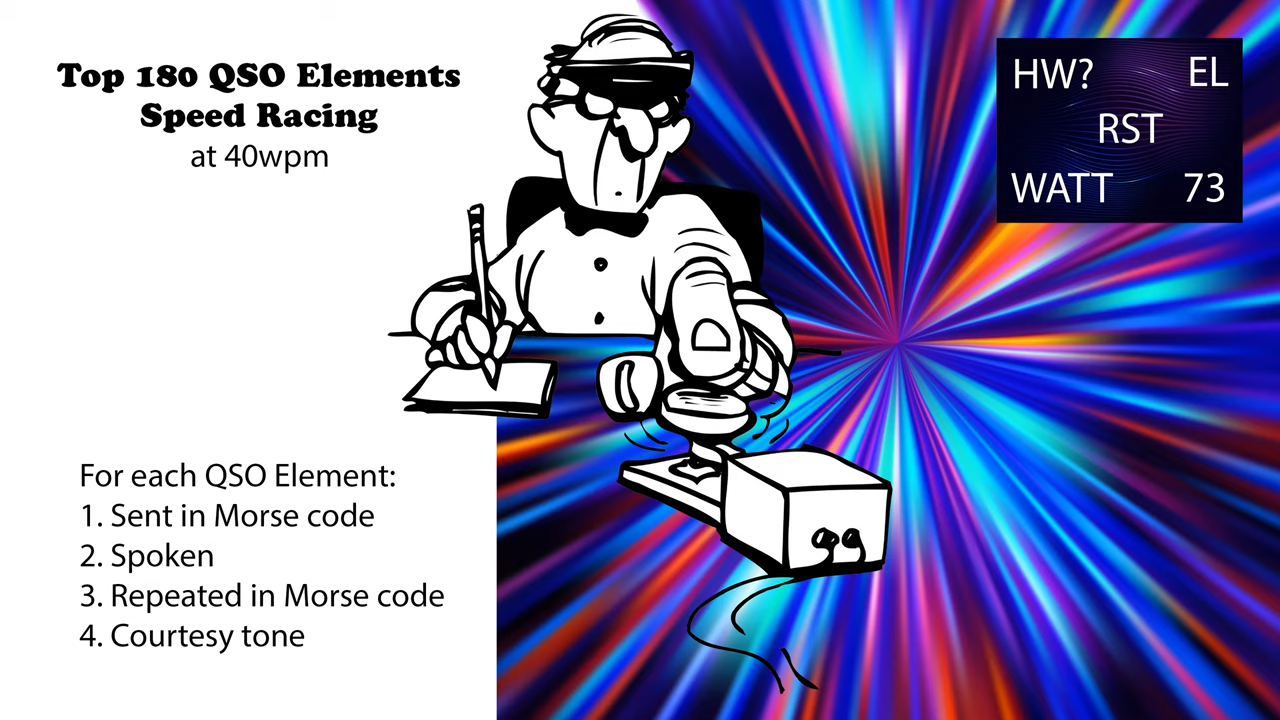 Top 180 QSO Elements
Speed Racing
at 40wpm
HW? EL
RST
WATT 73
For each QSO Element:
1. Sent in Morse code
2. Spoken
3. Repeated in Morse code
4. Courtesy tone